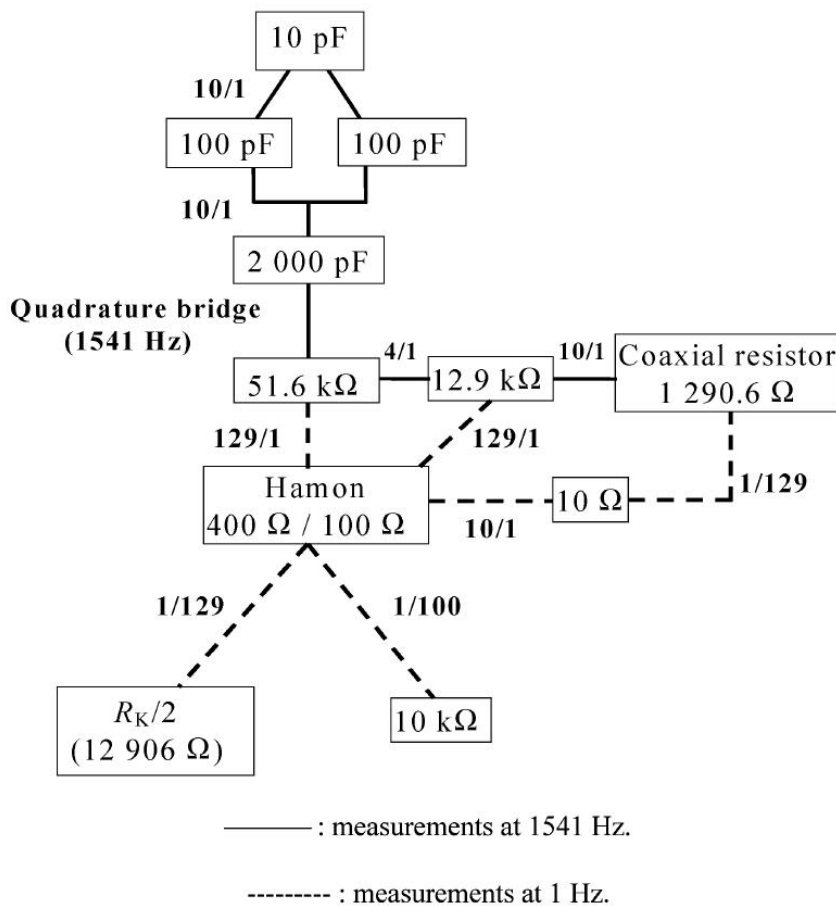 10 pF
10/1
100 pF
100 pF
10/1
2 000 pF
Quadrature bridge
(1541 Hz)
4/1
10/1
51.6 kΩ
12.9 kΩ
Coaxial resistor
1 290.6 Ω
129/1
129/1
Hamon
400 Ω / 100 Ω
10/1
10 Ω
1/129
1/129
1/100
R_K/2
(12 906 Ω)
10 kΩ
: measurements at 1541 Hz.
: measurements at 1 Hz.